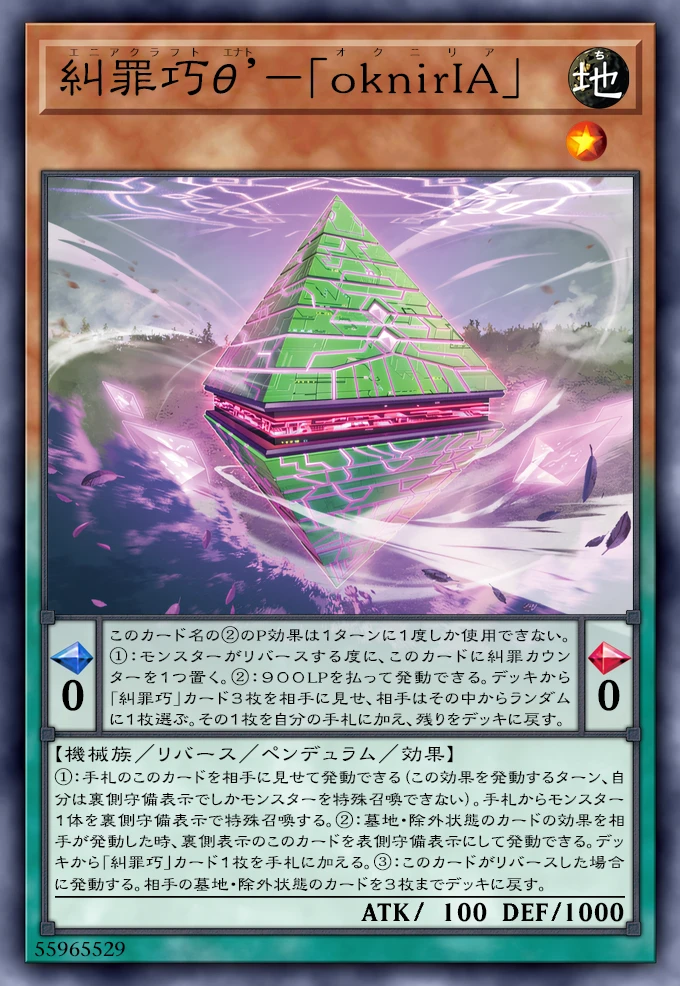 エニアクラフト エナト オクニリア
糾罪巧θ’－「oknirIA」
ち
地
このカード名の②のP効果は1ターンに1度しか使用できない。
①：モンスターがリバースする度に、このカードに糾罪カウン
ターを1つ置く。②：900LPを払って発動できる。デッキから
「糾罪巧」カード3枚を相手に見せ、相手はその中からランダム
に1枚選ぶ。その1枚を自分の手札に加え、残りをデッキに戻す。
0
0
【機械族／リバース／ペンデュラム／効果】
①：手札のこのカードを相手に見せて発動できる（この効果を発動するターン、自
分は裏側守備表示でしかモンスターを特殊召喚できない）。手札からモンスター
1体を裏側守備表示で特殊召喚する。②：墓地・除外状態のカードの効果を相
手が発動した時、裏側表示のこのカードを表側守備表示にして発動できる。デッ
キから「糾罪巧」カード1枚を手札に加える。③：このカードがリバースした場合
に発動する。相手の墓地・除外状態のカードを3枚までデッキに戻す。
ATK/ 100 DEF/1000
55965529